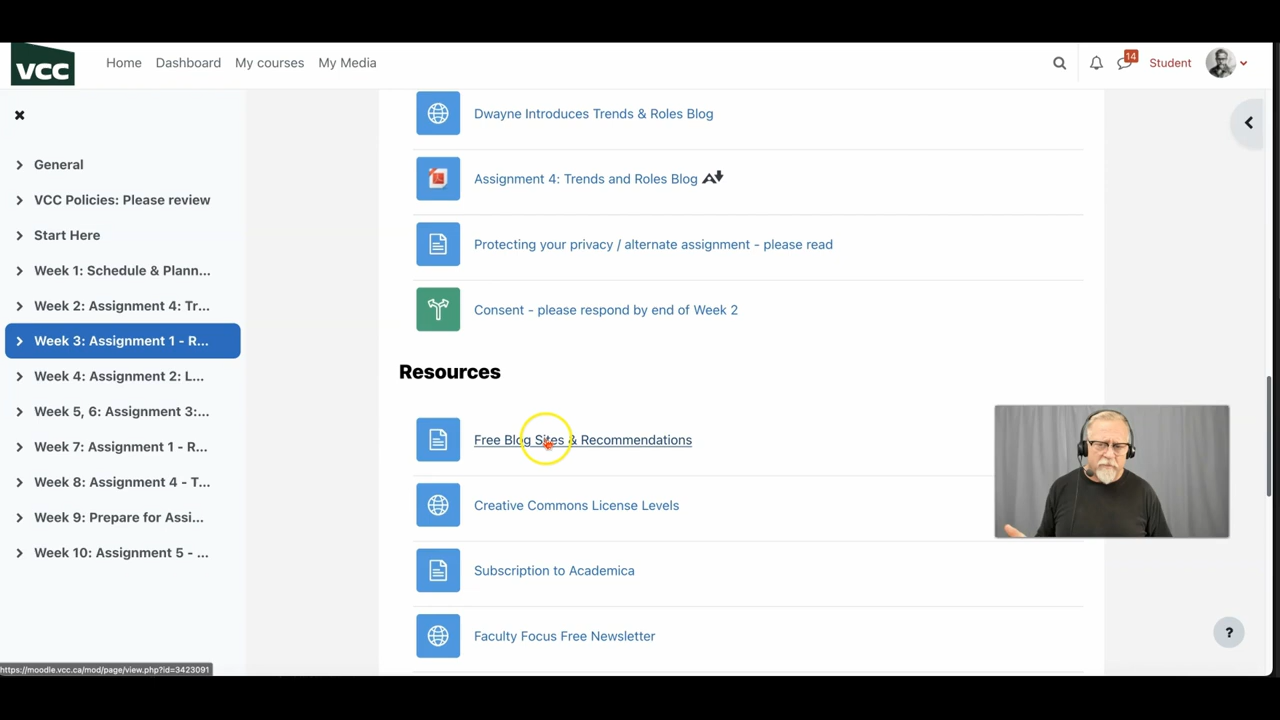 VCC
Home
Dashboard
My courses
My Media
14
Student
General
VCC Policies: Please review
Start Here
Week 1: Schedule & Plann...
Week 2: Assignment 4: Tr...
Week 3: Assignment 1 - R...
Week 4: Assignment 2: L...
Week 5, 6: Assignment 3:...
Week 7: Assignment 1 - R...
Week 8: Assignment 4 - T...
Week 9: Prepare for Assi...
Week 10: Assignment 5 - ...
Dwayne Introduces Trends & Roles Blog
Assignment 4: Trends and Roles Blog
Protecting your privacy / alternate assignment - please read
Consent - please respond by end of Week 2
Resources
Free Blog Sites & Recommendations
Creative Commons License Levels
Subscription to Academica
Faculty Focus Free Newsletter
?
https://moodle.vcc.ca/mod/page/view.php?id=3423091